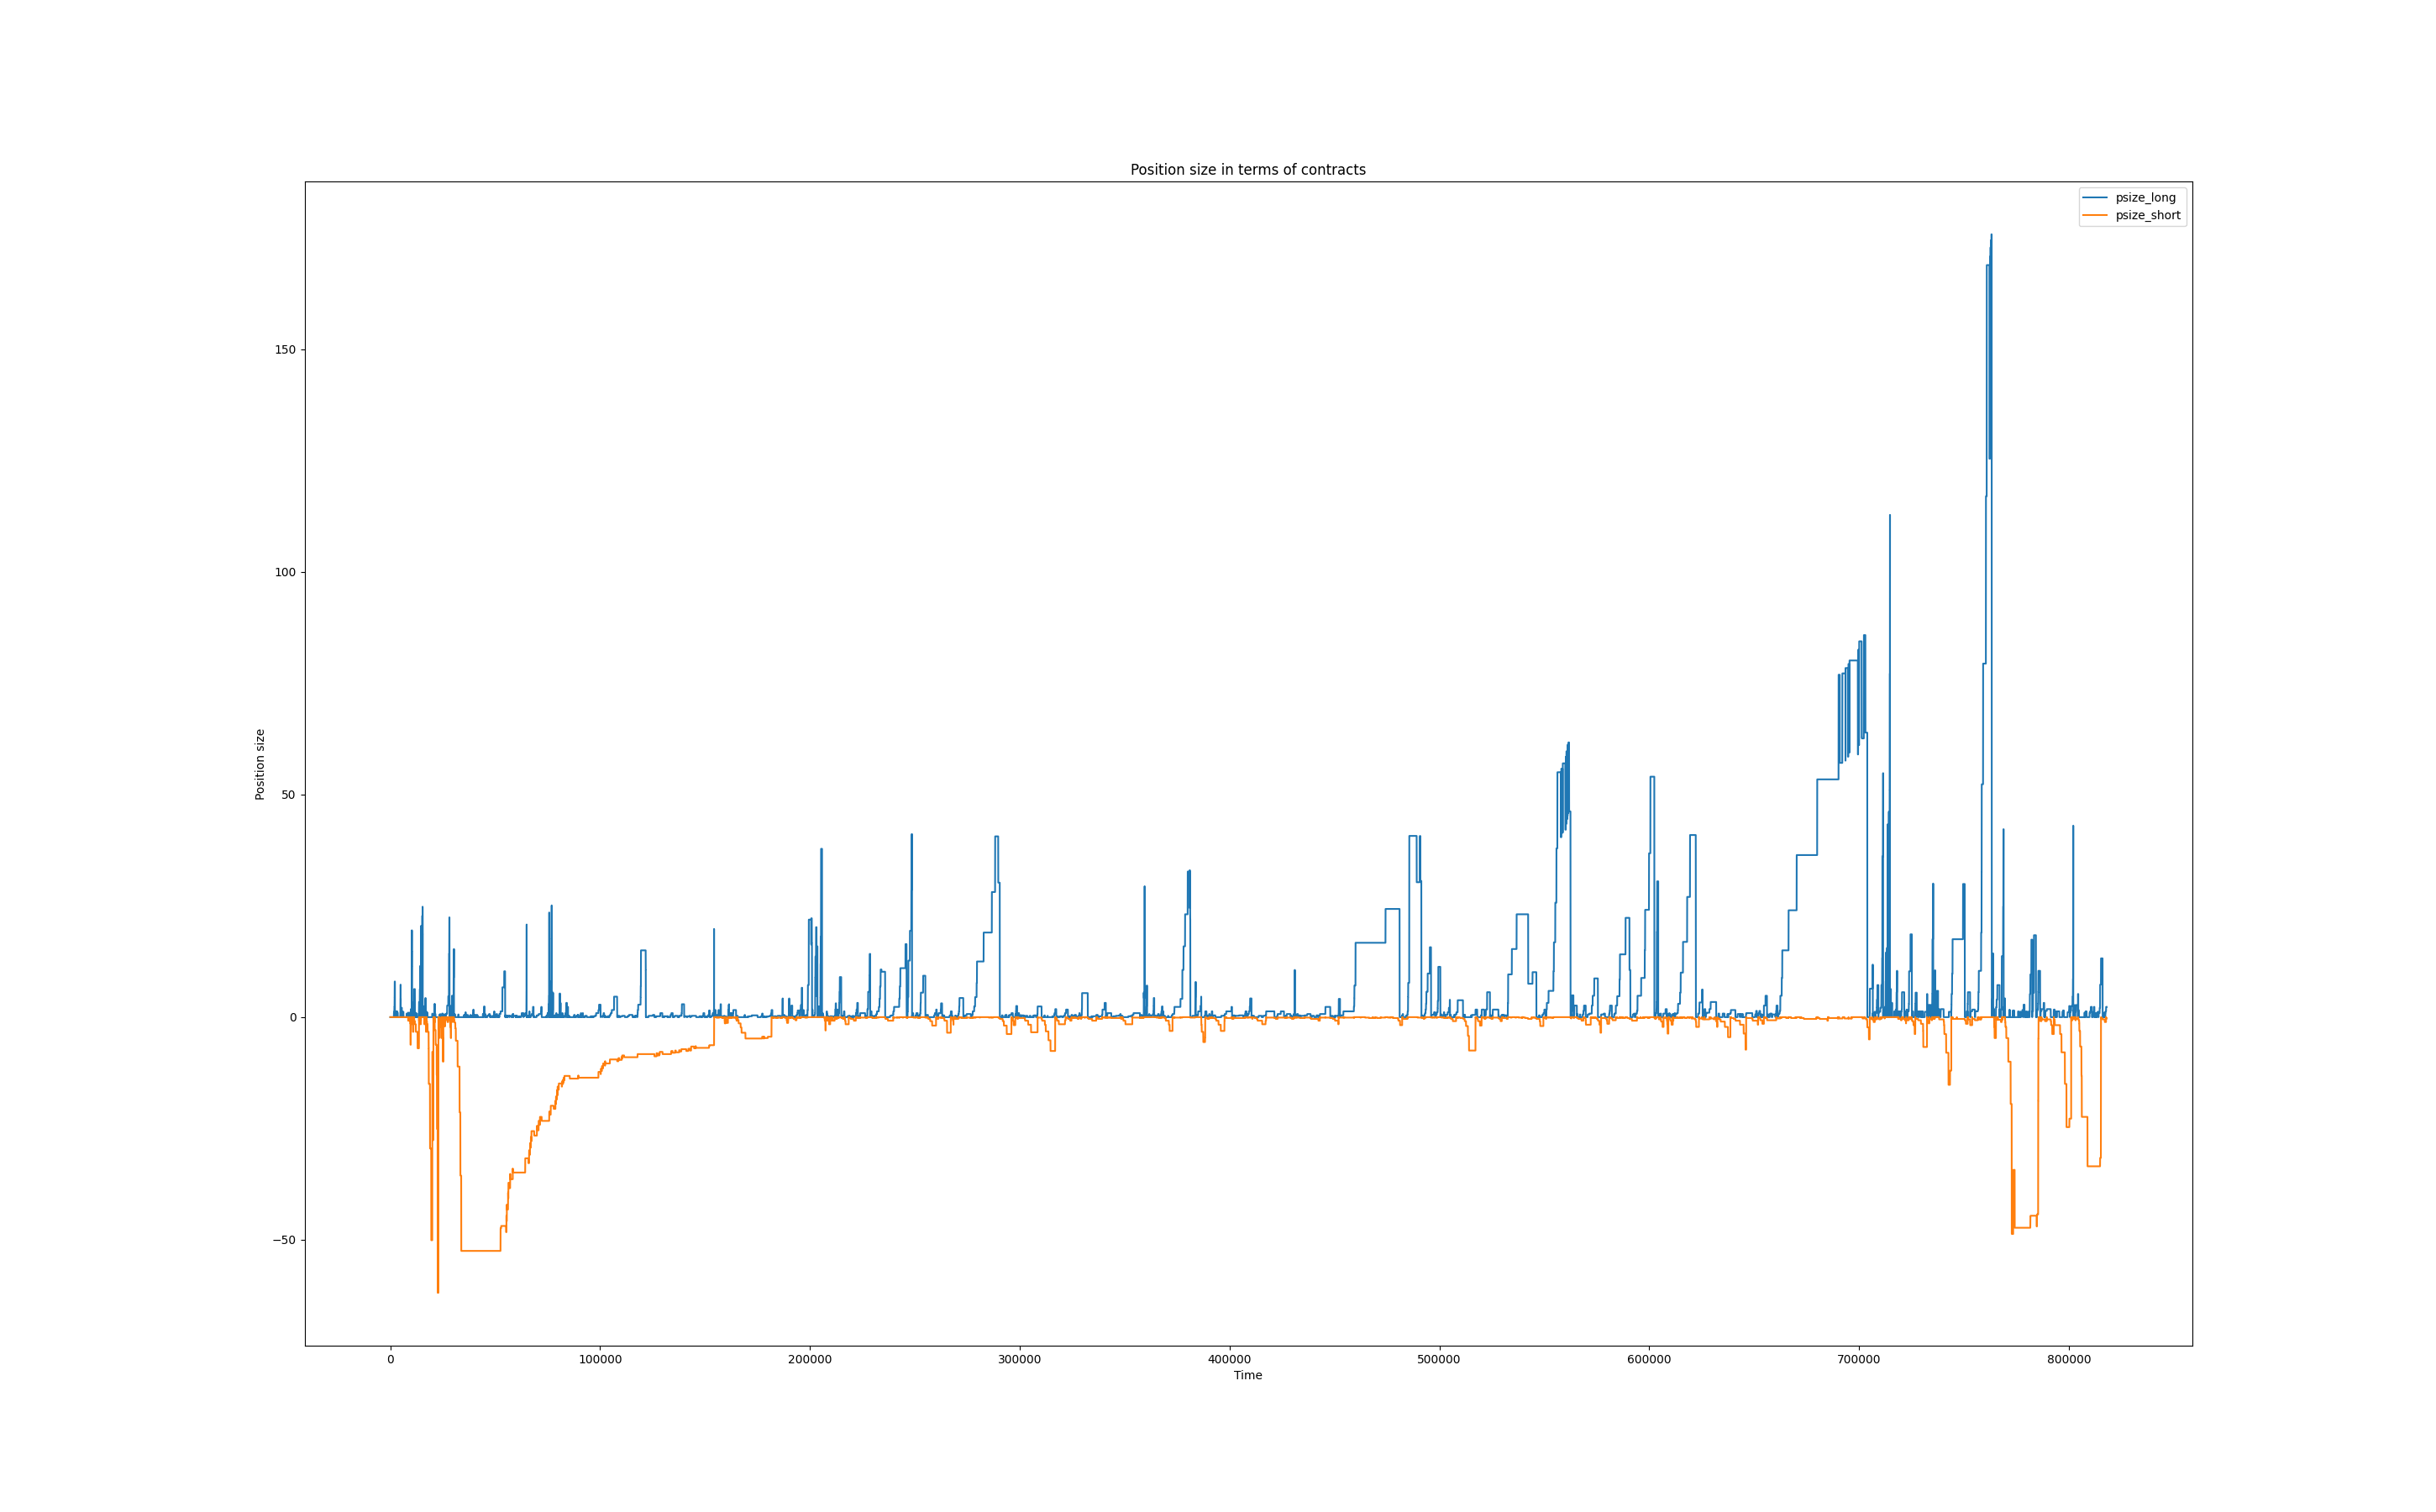 Position size in terms of contracts
psize_long
psize_short
150
100
50
0
−50
Position size
0 100000 200000 300000 400000 500000 600000 700000 800000
Time